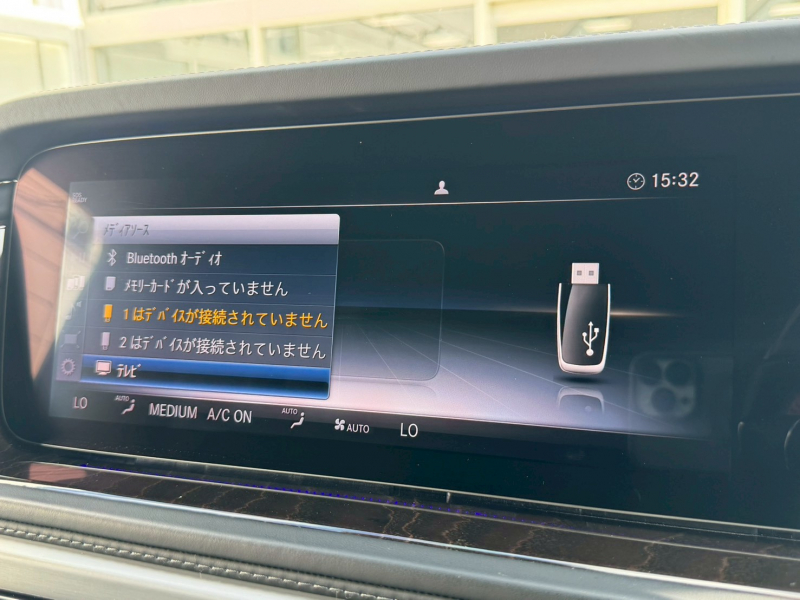 15:32
メディアソース
Bluetooth オーディオ
メモリーカードが入っていません
1 はデバイスが接続されていません
2 はデバイスが接続されていません
テレビ
LO AUTO MEDIUM A/C ON AUTO AUTO LO